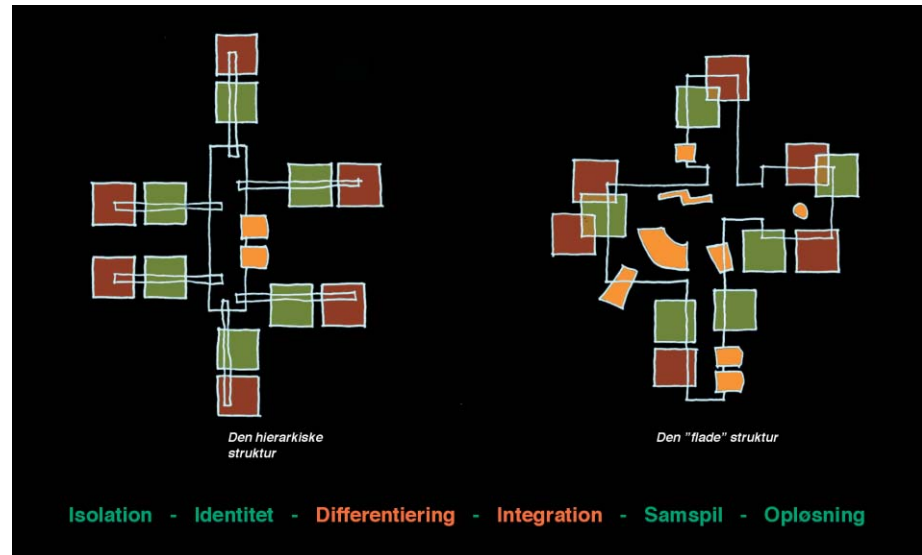 Den hierarkiske
struktur
Den "flade" struktur
Isolation - Identitet - Differentiering - Integration - Samspil - Opløsning